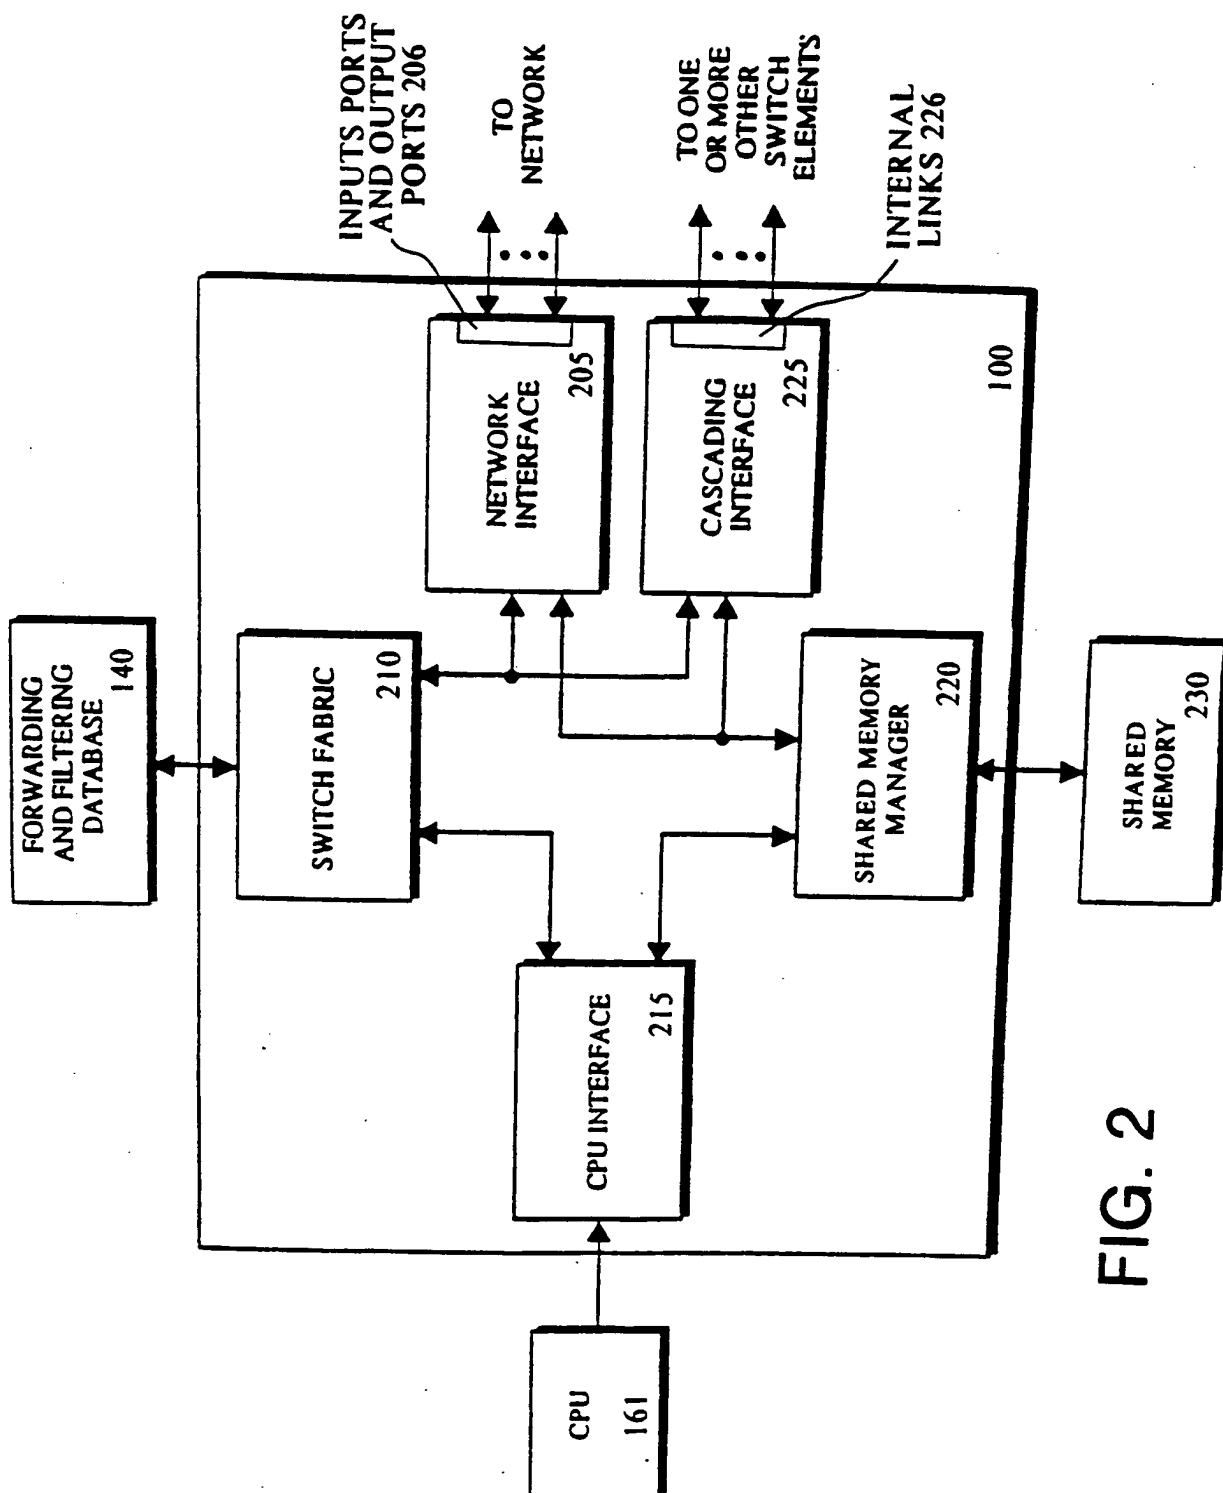 FORWARDING
AND FILTERING
DATABASE
140
SWITCH FABRIC
210
INPUTS PORTS
AND OUTPUT
PORTS 206
TO
NETWORK
NETWORK
INTERFACE
205
CPU
161
CPU INTERFACE
215
CASCADING
INTERFACE
225
TO ONE
OR MORE
OTHER
SWITCH
ELEMENTS
INTERNAL
LINKS 226
SHARED MEMORY
MANAGER
220
100
SHARED
MEMORY
230
FIG. 2